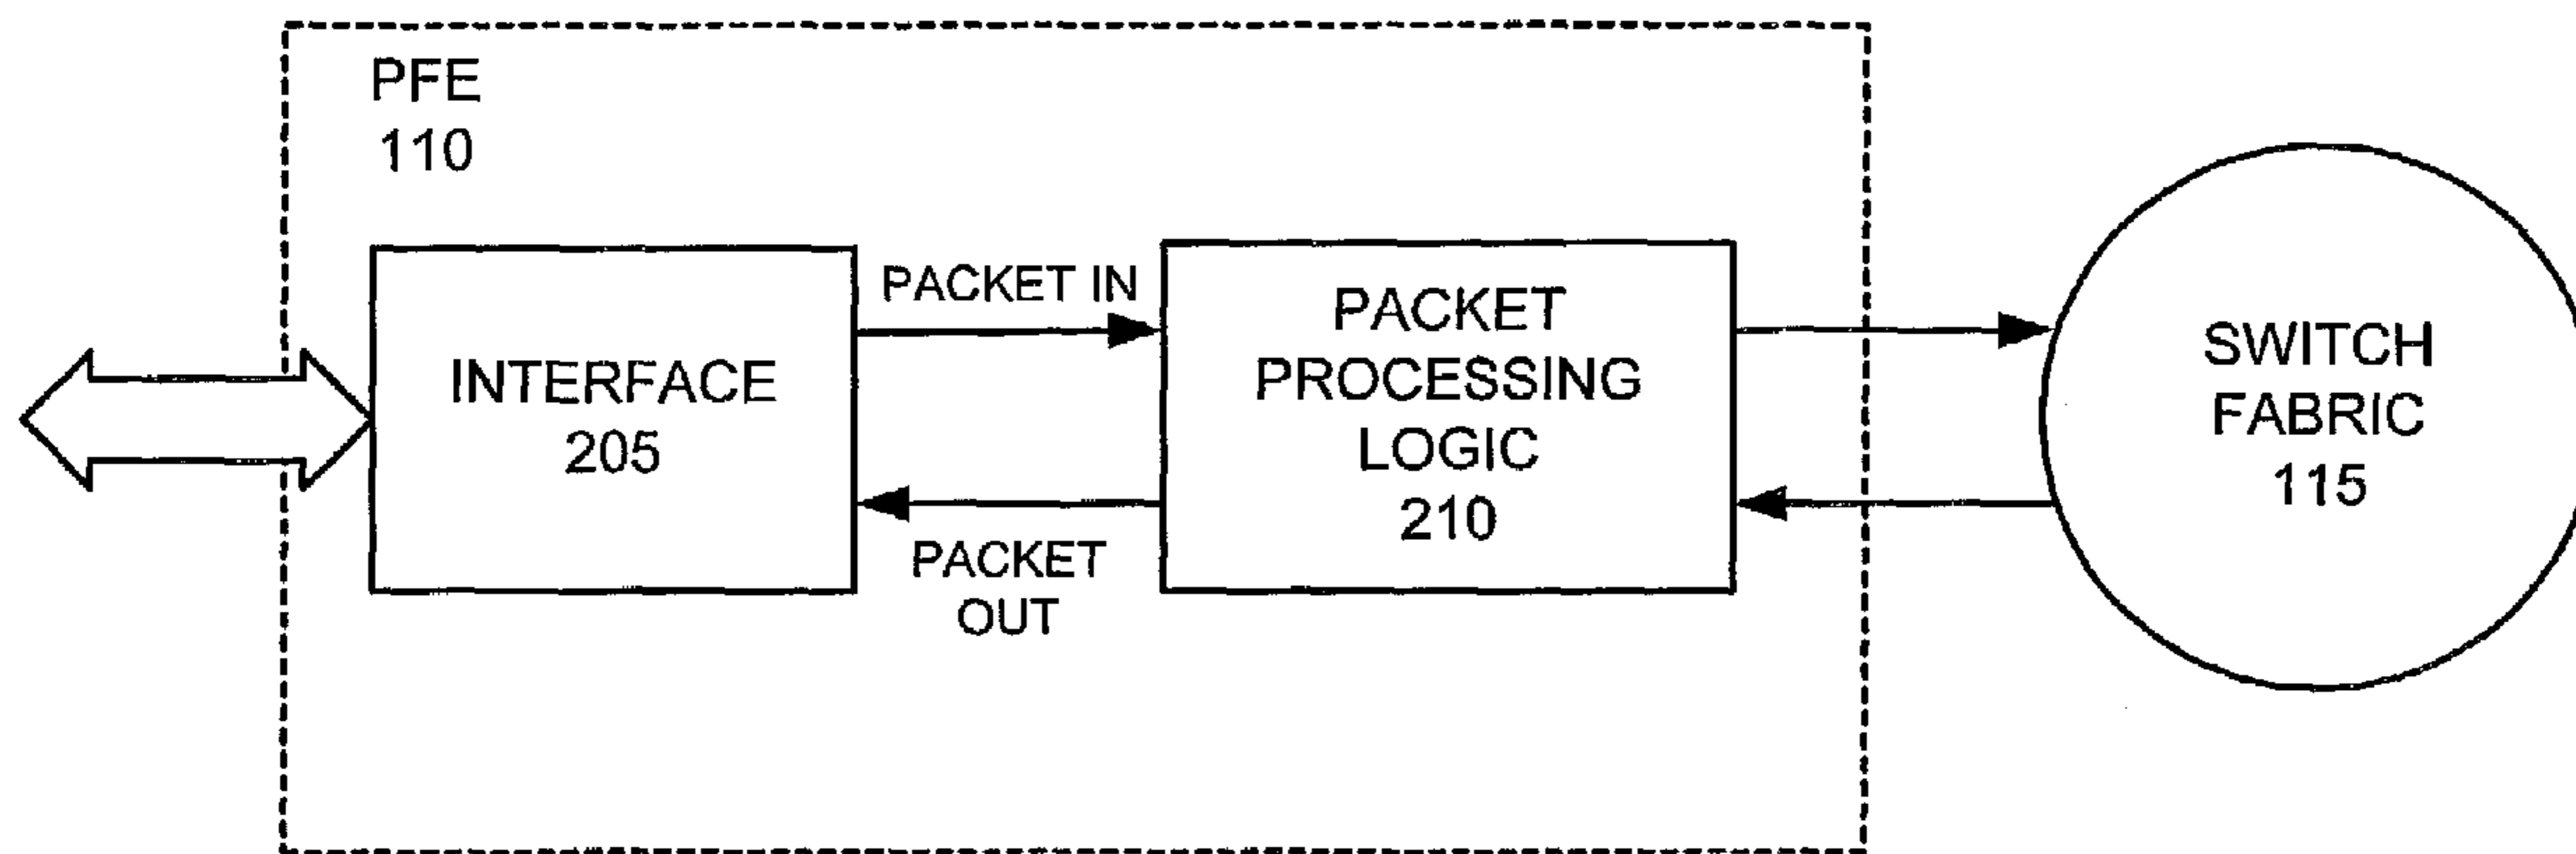 PFE
110
INTERFACE
205
PACKET IN
PACKET
OUT
PACKET
PROCESSING
LOGIC
210
SWITCH
FABRIC
115